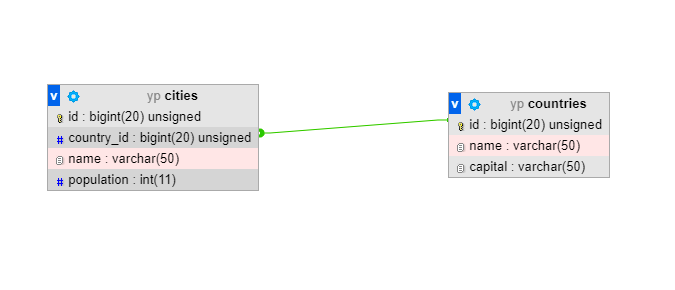 v yp cities
id : bigint(20) unsigned
# country_id : bigint(20) unsigned
name : varchar(50)
# population : int(11)
v yp countries
id : bigint(20) unsigned
name : varchar(50)
capital : varchar(50)